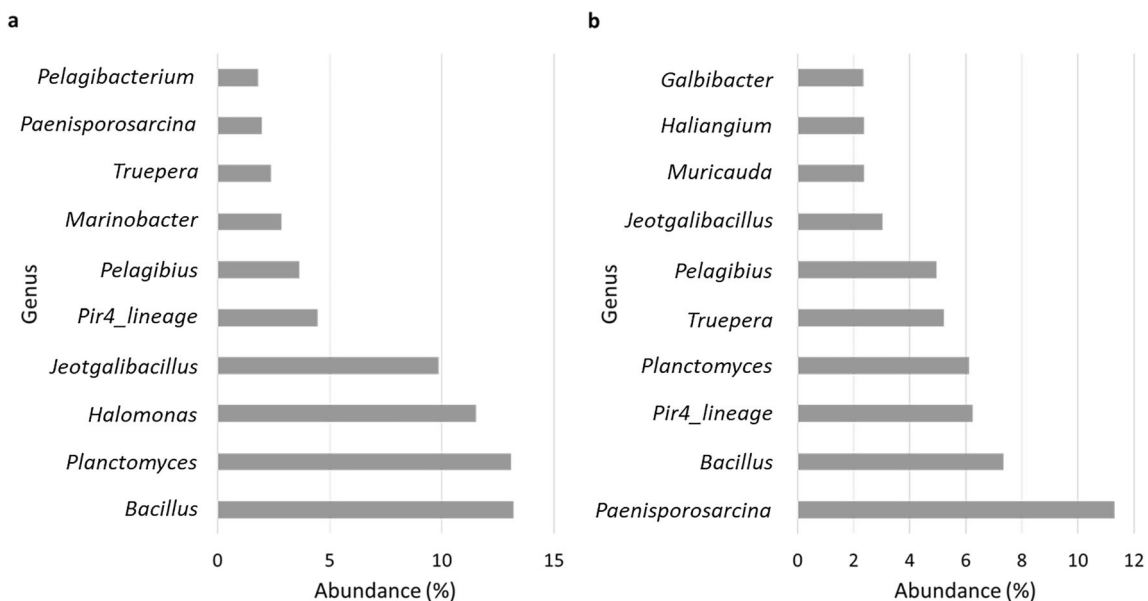 a
Pelagibacterium
Paenisporosarcina
Truepera
Marinobacter
Pelagibius
Pir4_lineage
Jeotgalibacillus
Halomonas
Planctomyces
Bacillus
Genus
0 5 10 15
Abundance (%)
b
Galbibacter
Haliangium
Muricauda
Jeotgalibacillus
Pelagibius
Truepera
Planctomyces
Pir4_lineage
Bacillus
Paenisporosarcina
Genus
0 2 4 6 8 10 12
Abundance (%)